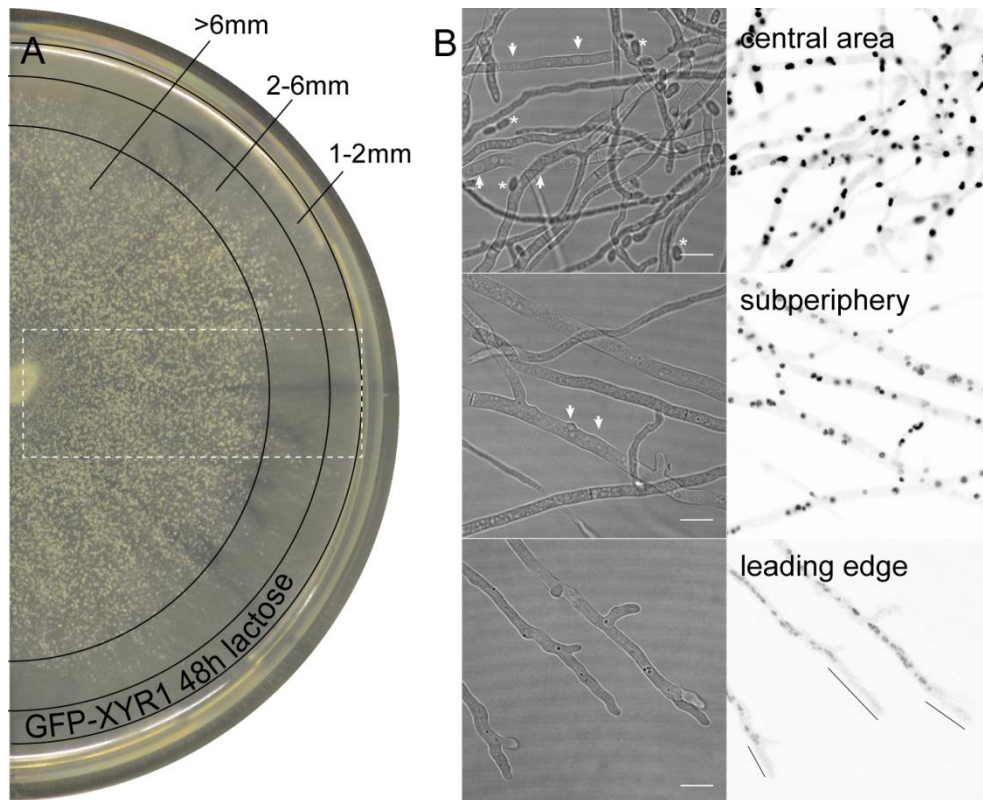 A
>6mm
2-6mm
1-2mm
GFP-XYR1 48h lactose
B
central area
*
*
*
*
subperiphery
leading edge